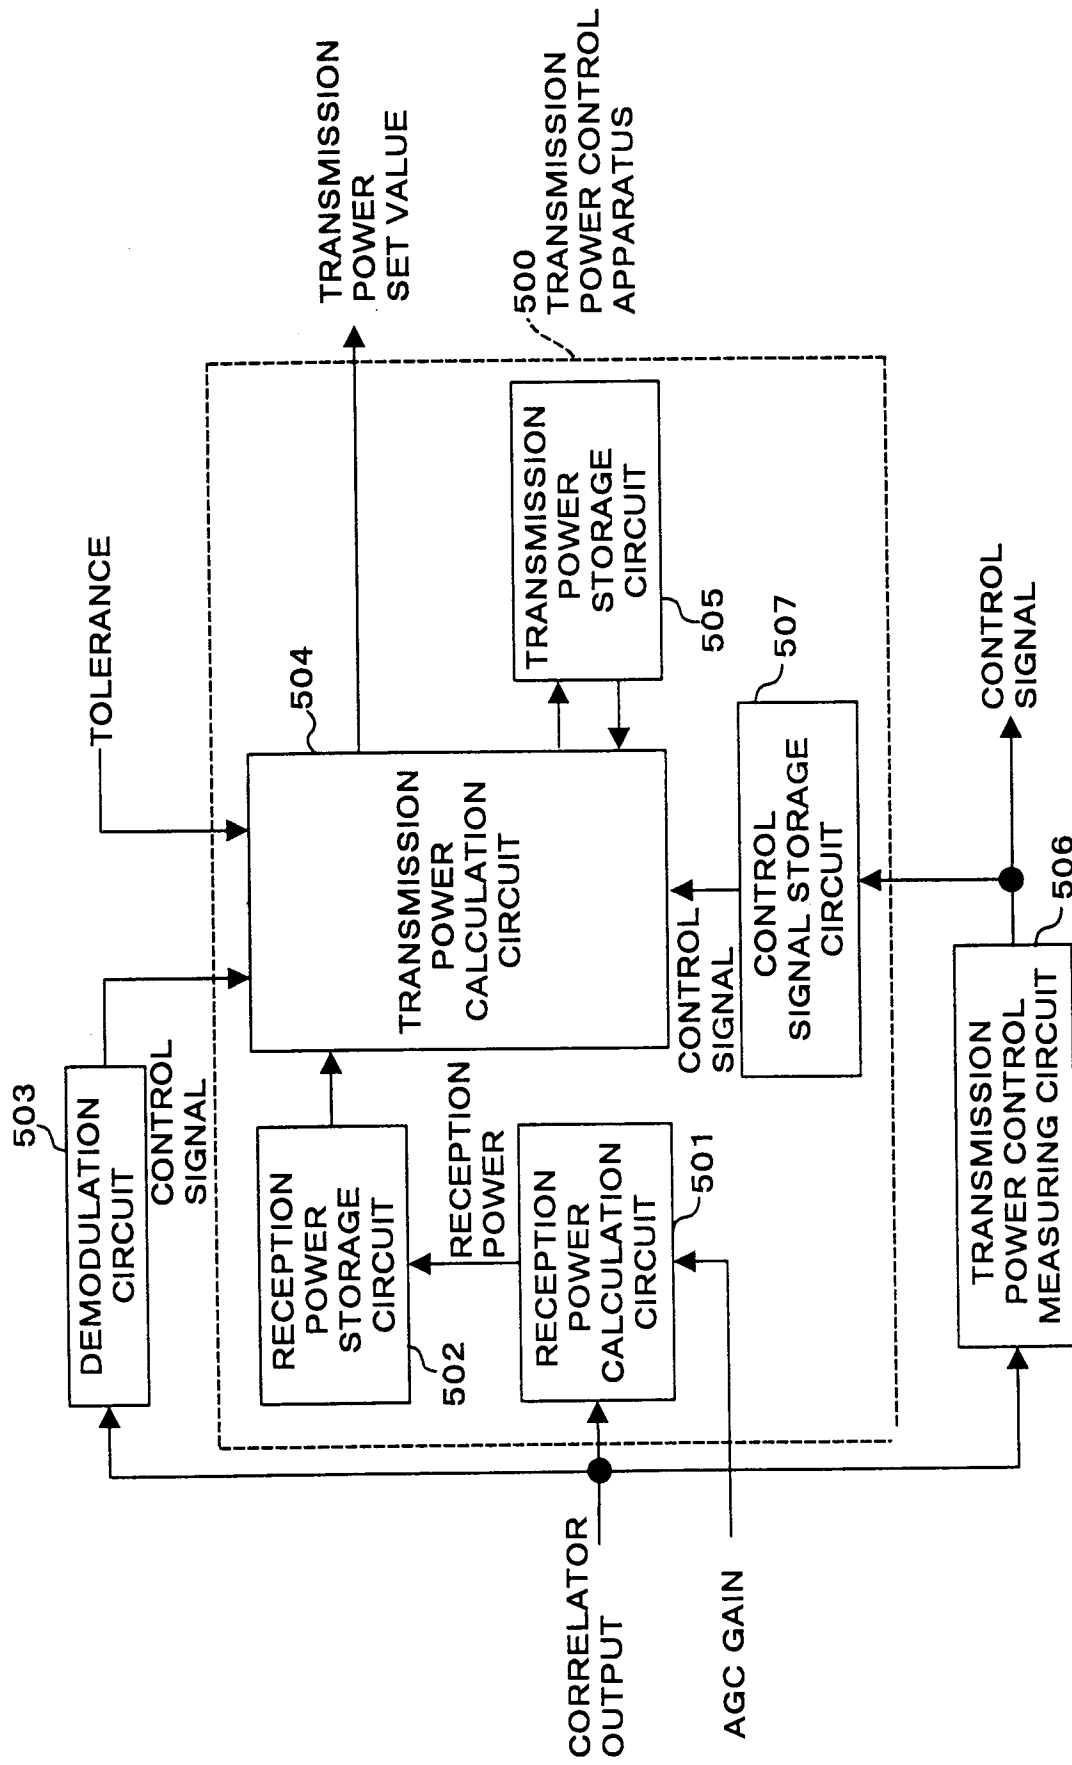 503
DEMODULATION
CIRCUIT
CONTROL
SIGNAL
TOLERANCE
TRANSMISSION
POWER
SET VALUE
504
TRANSMISSION
POWER
CALCULATION
CIRCUIT
RECEPTION
POWER
STORAGE
CIRCUIT
502
RECEPTION
POWER
500
TRANSMISSION
POWER CONTROL
APPARATUS
TRANSMISSION
POWER
STORAGE
CIRCUIT
505
CORRELATOR
OUTPUT
RECEPTION
POWER
CALCULATION
CIRCUIT
501
CONTROL
SIGNAL
CONTROL
SIGNAL STORAGE
CIRCUIT
507
AGC GAIN
TRANSMISSION
POWER CONTROL
MEASURING CIRCUIT
506
CONTROL
SIGNAL